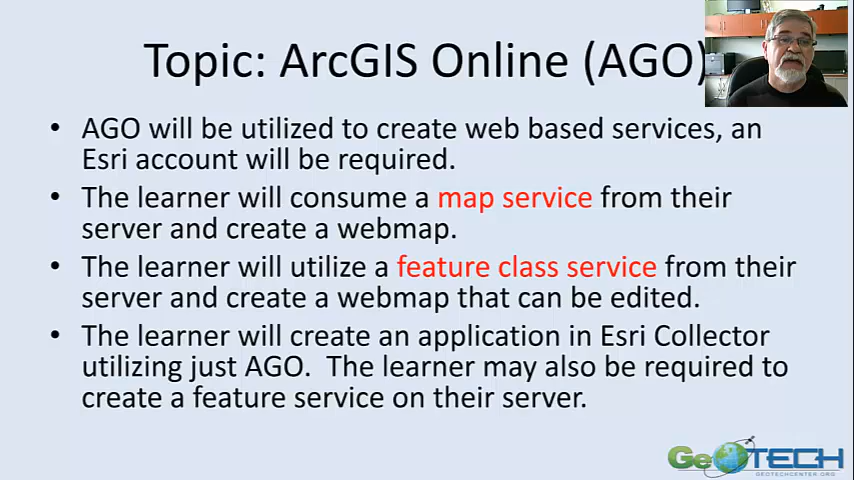 Topic: ArcGIS Online (AGO)
• AGO will be utilized to create web based services, an
Esri account will be required.
• The learner will consume a map service from their
server and create a webmap.
• The learner will utilize a feature class service from their
server and create a webmap that can be edited.
• The learner will create an application in Esri Collector
utilizing just AGO. The learner may also be required to
create a feature service on their server.
GeOTECH
GEOTECHCENTER.ORG